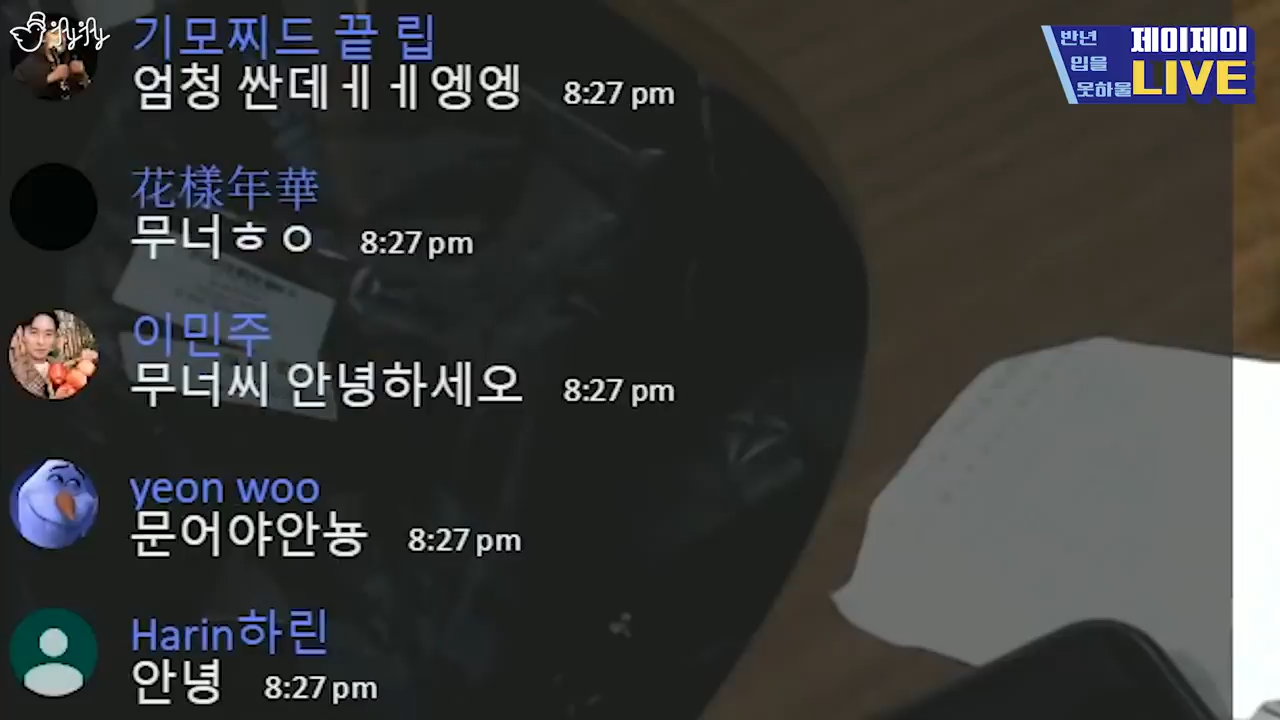 기모찌드 끝 립
엄청 싼데ㅔㅔ엥엥 8:27 pm
花樣年華
무너ㅎㅇ 8:27 pm
이민주
무너씨 안녕하세오 8:27 pm
yeon woo
문어야안뇽 8:27 pm
Harin하린
안녕 8:27 pm
반년
입을
못하울
제이제이
LIVE